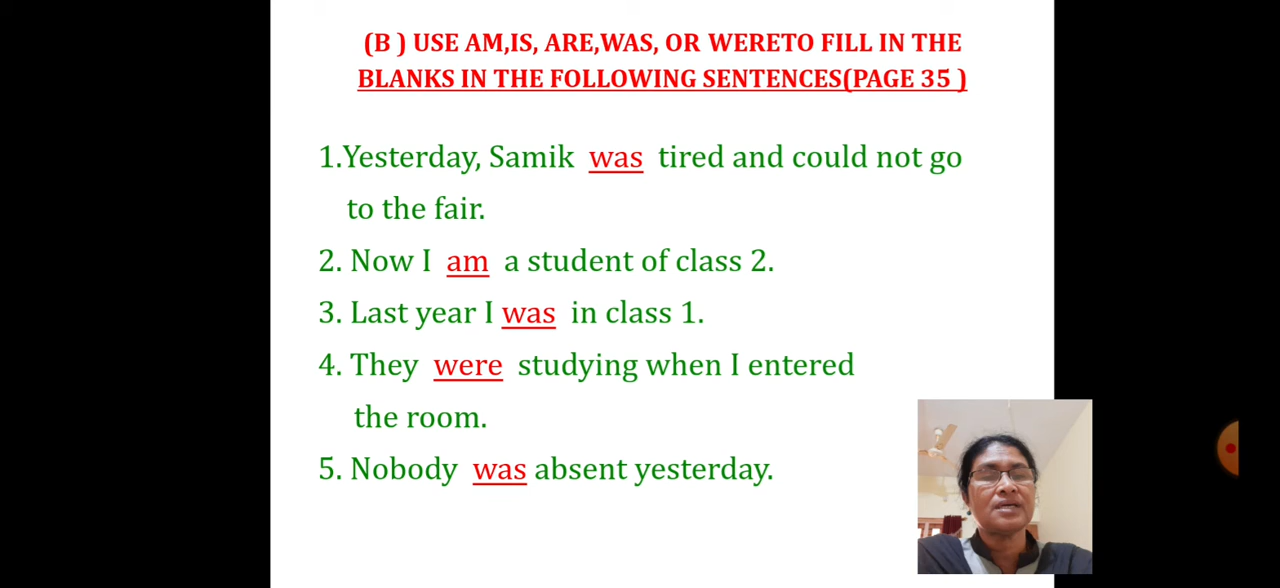 (B ) USE AM,IS, ARE,WAS, OR WERETO FILL IN THE
BLANKS IN THE FOLLOWING SENTENCES(PAGE 35 )
1.Yesterday, Samik was tired and could not go
to the fair.
2. Now I am a student of class 2.
3. Last year I was in class 1.
4. They were studying when I entered
the room.
5. Nobody was absent yesterday.